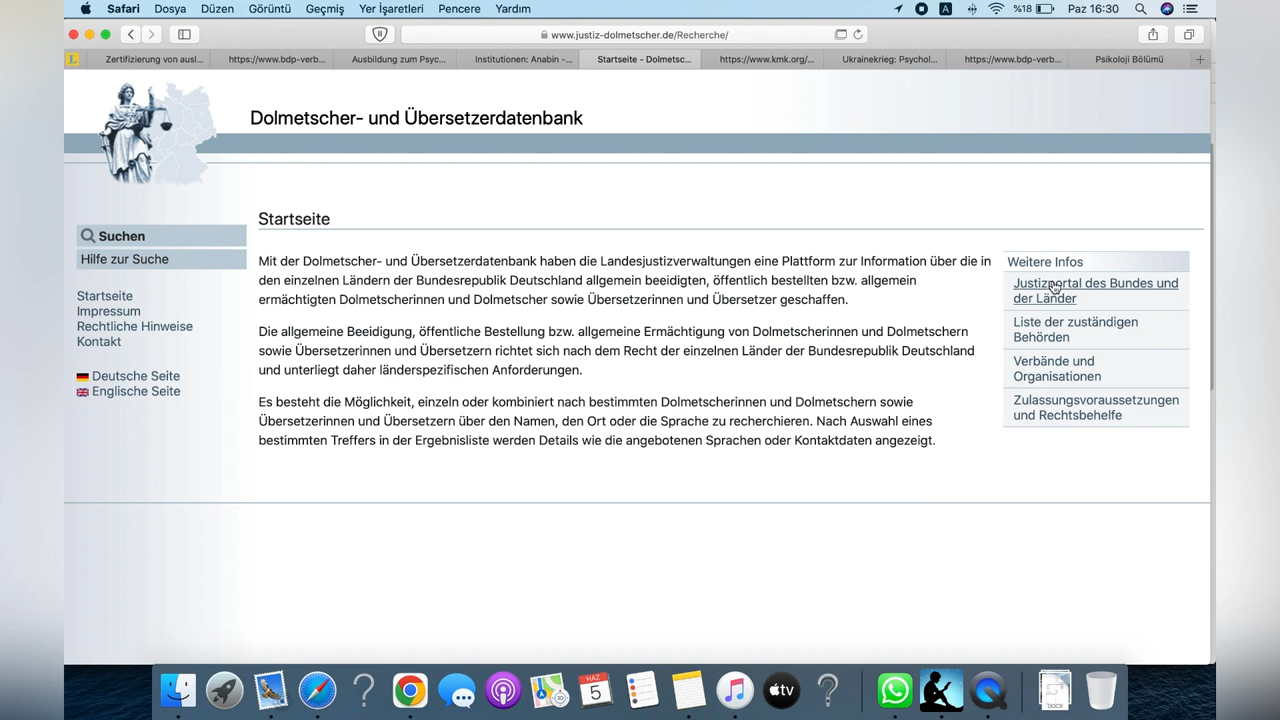 Safari Dosya Düzen Görüntü Geçmiş Yer İşaretleri Pencere Yardım
A %18 Paz 16:30
www.justiz-dolmetscher.de/Recherche/
L Zertifizierung von ausl... https://www.bdp-verb... Ausbildung zum Psyc... Institutionen: Anabin -... Startseite - Dolmetsc... https://www.kmk.org/... Ukrainekrieg: Psychol... https://www.bdp-verb... Psikoloji Bölümü
Dolmetscher- und Übersetzerdatenbank
Suchen
Hilfe zur Suche
Startseite
Impressum
Rechtliche Hinweise
Kontakt
Deutsche Seite
Englische Seite
Startseite
Mit der Dolmetscher- und Übersetzerdatenbank haben die Landesjustizverwaltungen eine Plattform zur Information über die in
den einzelnen Ländern der Bundesrepublik Deutschland allgemein beeidigten, öffentlich bestellten bzw. allgemein
ermächtigten Dolmetscherinnen und Dolmetscher sowie Übersetzerinnen und Übersetzer geschaffen.
Die allgemeine Beeidigung, öffentliche Bestellung bzw. allgemeine Ermächtigung von Dolmetscherinnen und Dolmetschern
sowie Übersetzerinnen und Übersetzern richtet sich nach dem Recht der einzelnen Länder der Bundesrepublik Deutschland
und unterliegt daher länderspezifischen Anforderungen.
Es besteht die Möglichkeit, einzeln oder kombiniert nach bestimmten Dolmetscherinnen und Dolmetschern sowie
Übersetzerinnen und Übersetzern über den Namen, den Ort oder die Sprache zu recherchieren. Nach Auswahl eines
bestimmten Treffers in der Ergebnisliste werden Details wie die angebotenen Sprachen oder Kontaktdaten angezeigt.
Weitere Infos
Justizportal des Bundes und
der Länder
Liste der zuständigen
Behörden
Verbände und
Organisationen
Zulassungsvoraussetzungen
und Rechtsbehelfe
HAZ
5
tv
DOCX